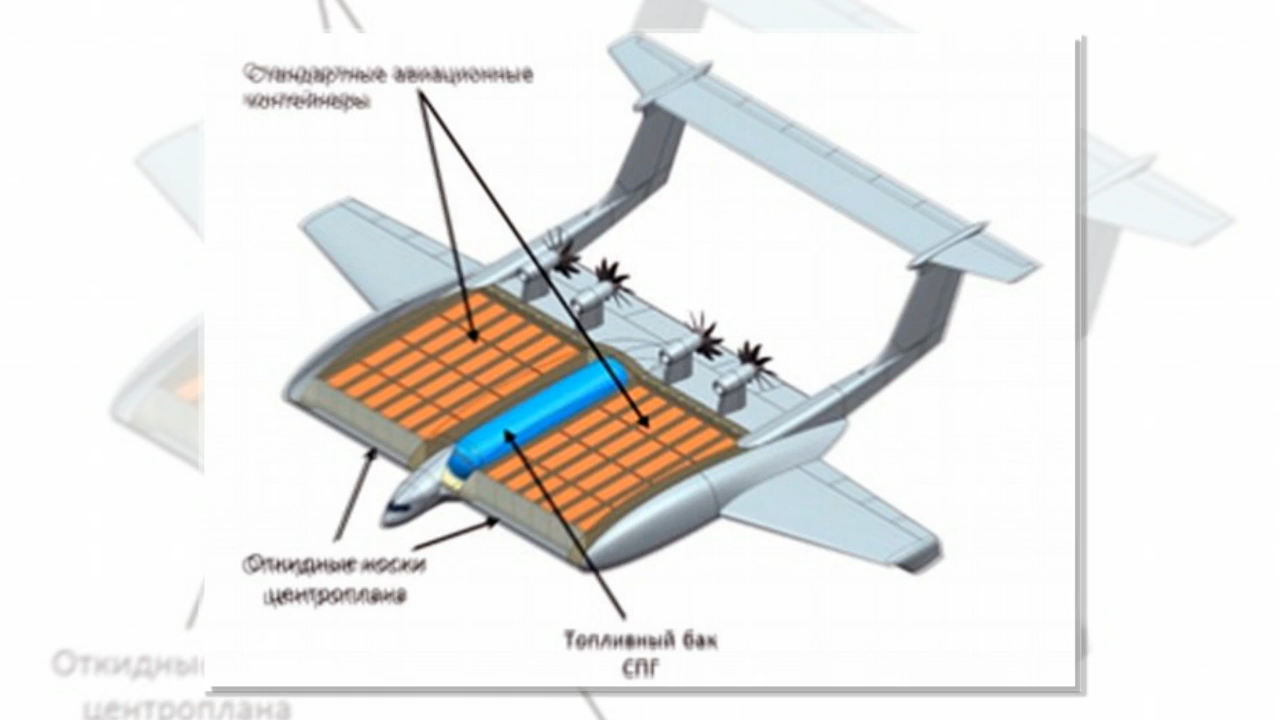 Стандартные авиационные
контейнеры
Откидные носки
центроплана
Топливный бак
СПГ
Откидны
центроплана